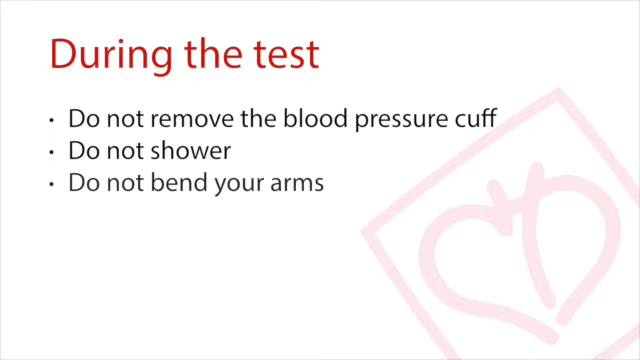 During the test
• Do not remove the blood pressure cuff
• Do not shower
• Do not bend your arms